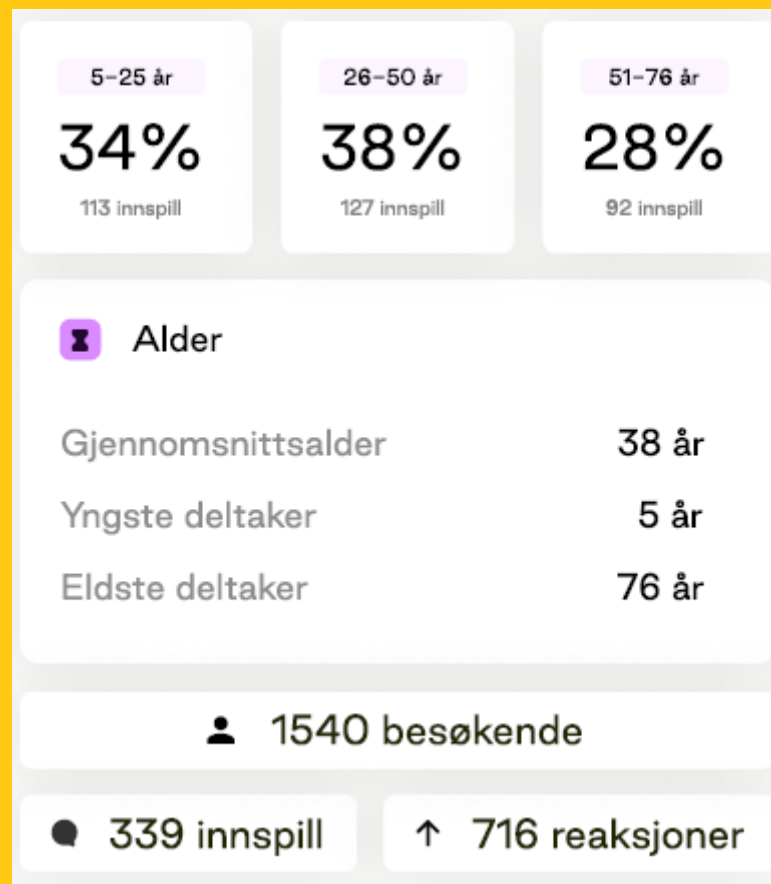 5–25 år 26–50 år 51–76 år
34% 38% 28%
113 innspill 127 innspill 92 innspill
Alder
Gjennomsnittsalder 38 år
Yngste deltaker 5 år
Eldste deltaker 76 år
1540 besøkende
339 innspill 716 reaksjoner